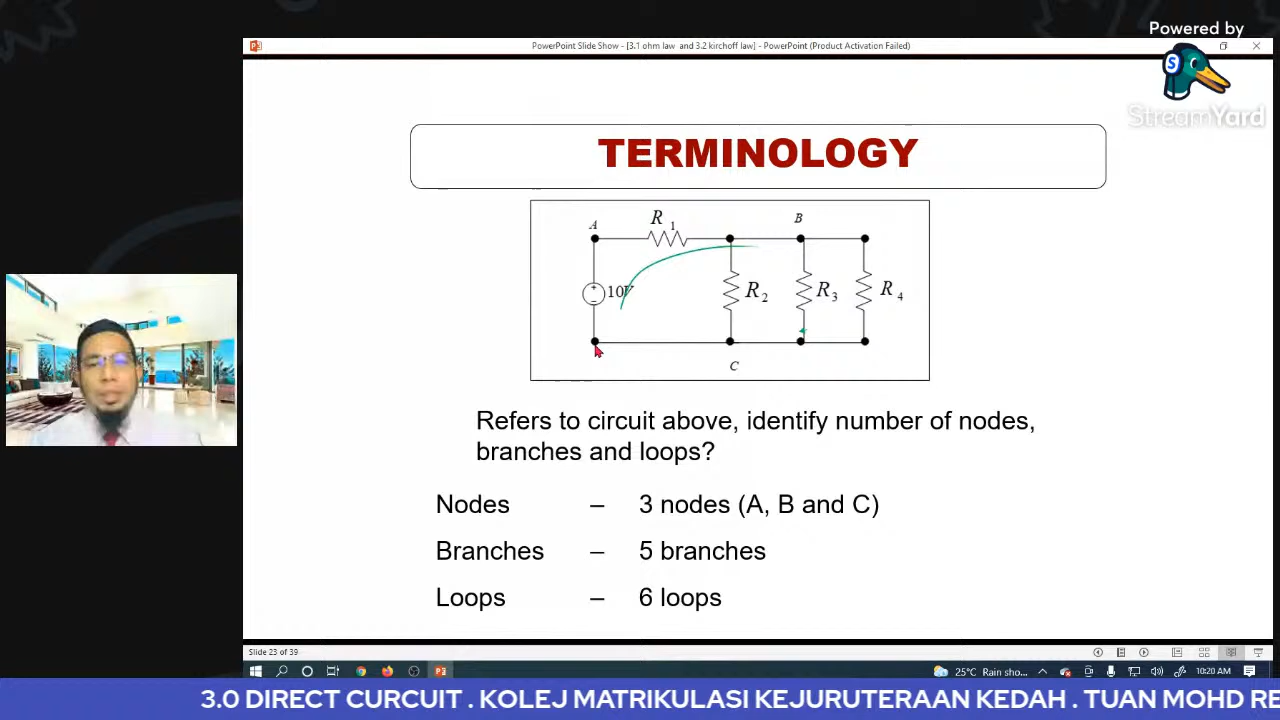 Powered by
StreamYard
PowerPoint Slide Show - [3.1 ohm law and 3.2 kirchoff law] - PowerPoint (Product Activation Failed)
TERMINOLOGY
A
R 1
B
10V
R 2
R 3
R 4
C
Refers to circuit above, identify number of nodes,
branches and loops?
Nodes – 3 nodes (A, B and C)
Branches – 5 branches
Loops – 6 loops
Slide 23 of 39
25°C Rain sho...
10:20 AM
3.0 DIRECT CURCUIT . KOLEJ MATRIKULASI KEJURUTERAAN KEDAH . TUAN MOHD RE